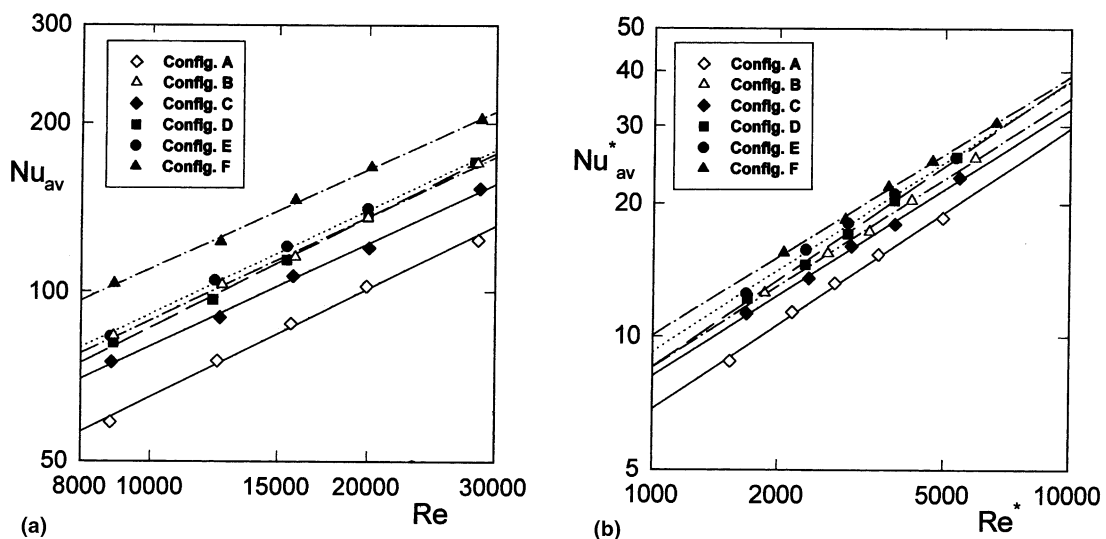 300
200
Nu_av
100
50
8000 10000 15000 20000 30000
Re
(a)
Config. A
Config. B
Config. C
Config. D
Config. E
Config. F
50
40
30
Nu*_av
20
10
5
1000 2000 5000 10000
Re*
(b)
Config. A
Config. B
Config. C
Config. D
Config. E
Config. F